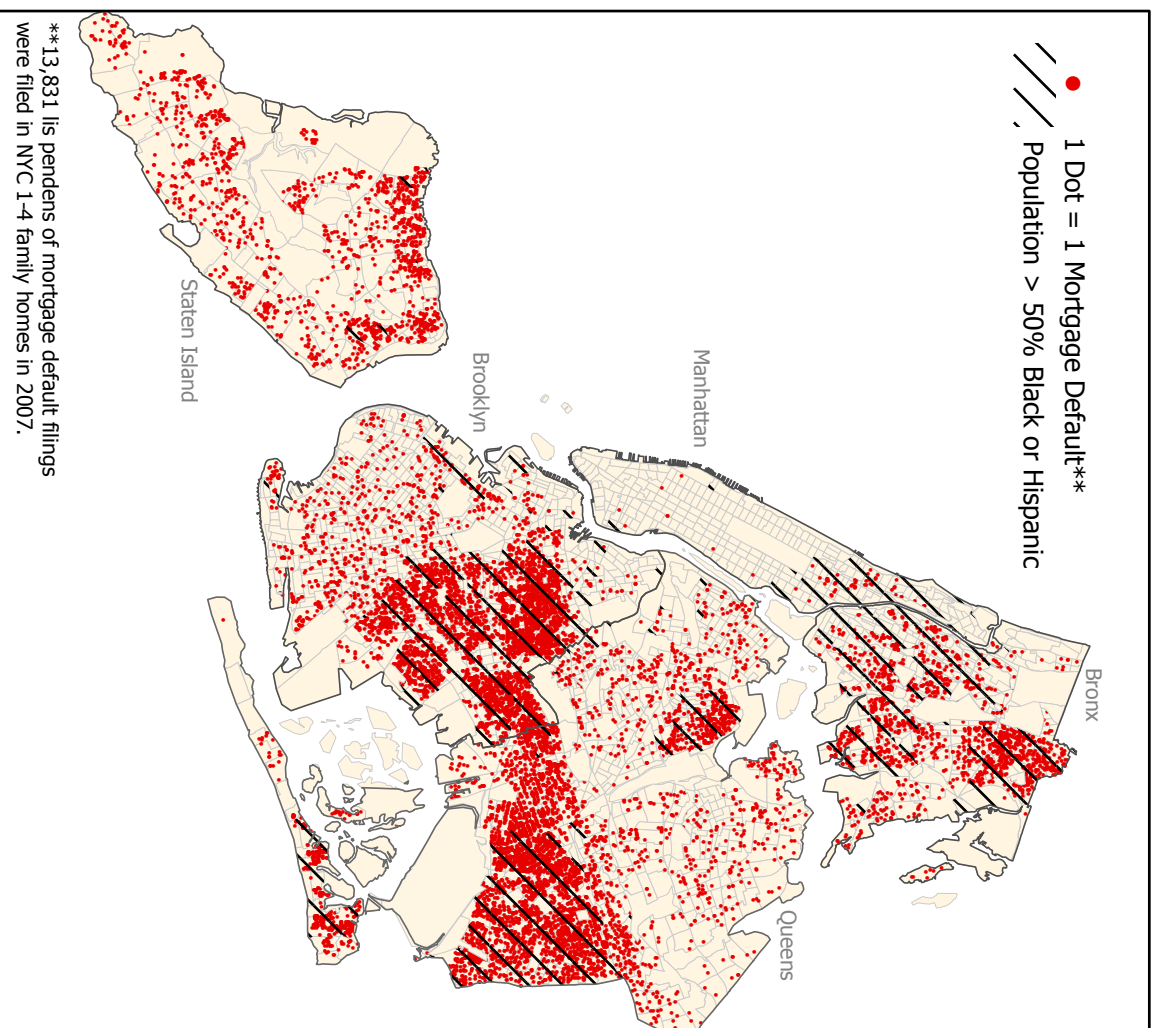 1 Dot = 1 Mortgage Default**
Population > 50% Black or Hispanic
Bronx
Manhattan
Queens
Brooklyn
Staten Island
**13,831 lis pendens of mortgage default filings
were filed in NYC 1-4 family homes in 2007.